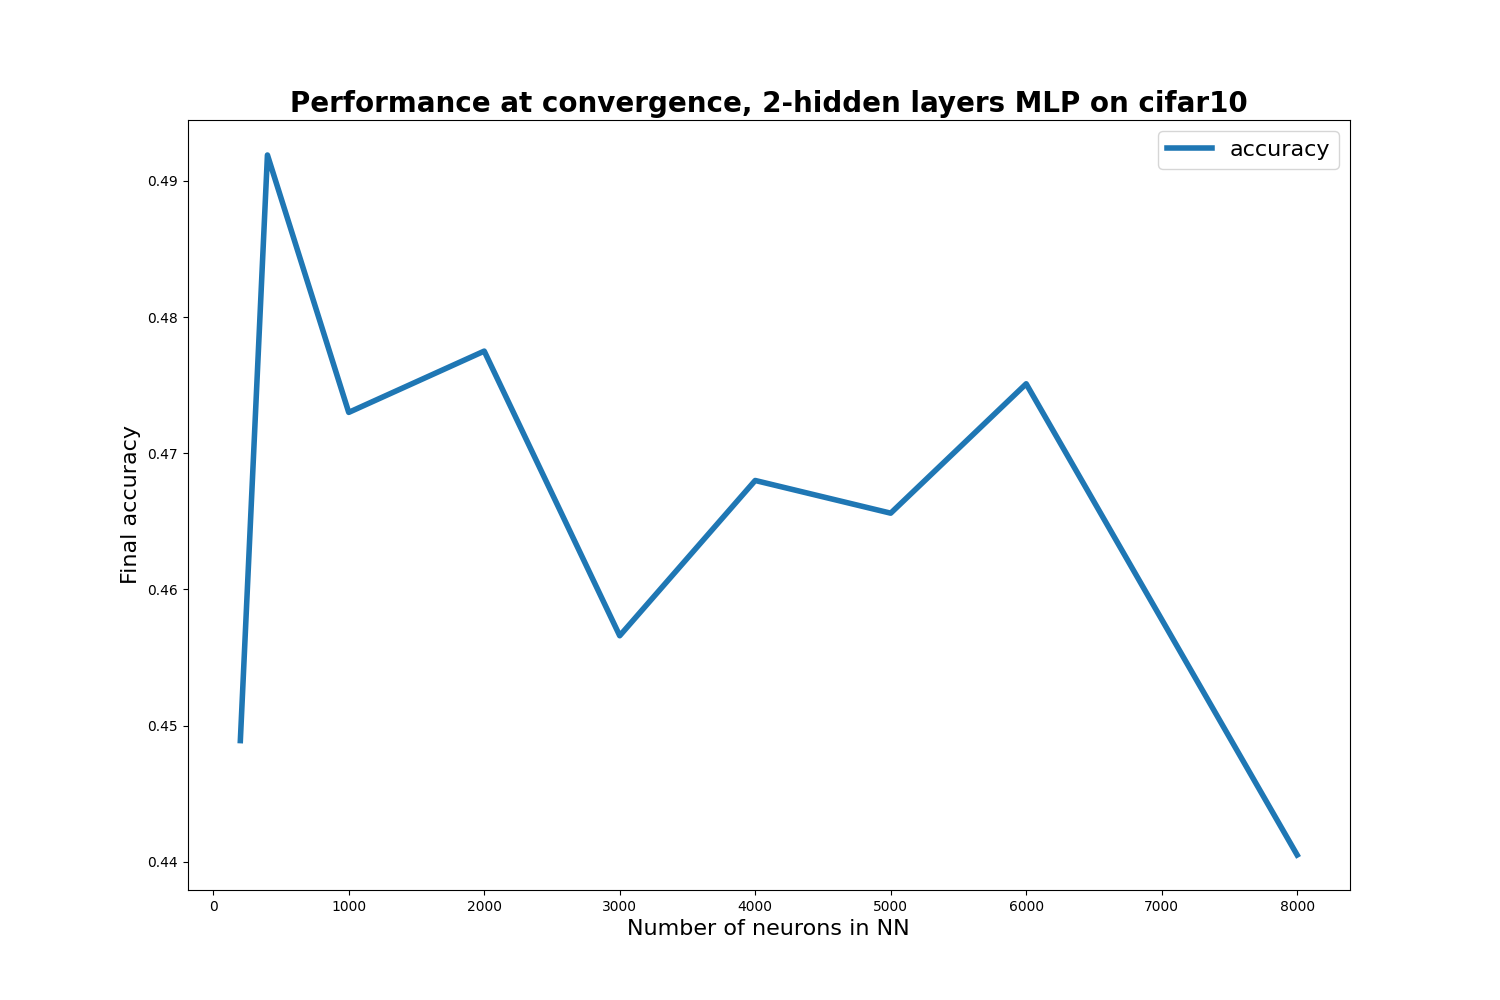 Performance at convergence, 2-hidden layers MLP on cifar10
accuracy
0.49
0.48
0.47
0.46
0.45
0.44
Final accuracy
0 1000 2000 3000 4000 5000 6000 7000 8000
Number of neurons in NN